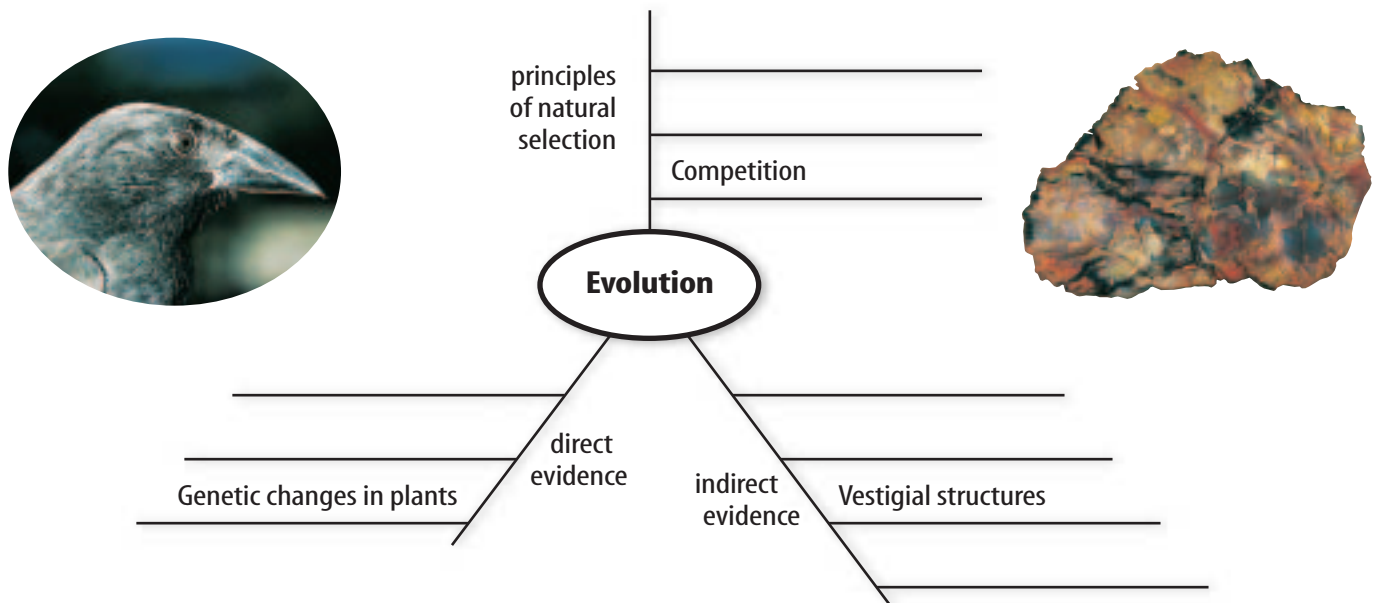 principles
of natural
selection
Competition
Evolution
direct
evidence
Genetic changes in plants
indirect
evidence
Vestigial structures